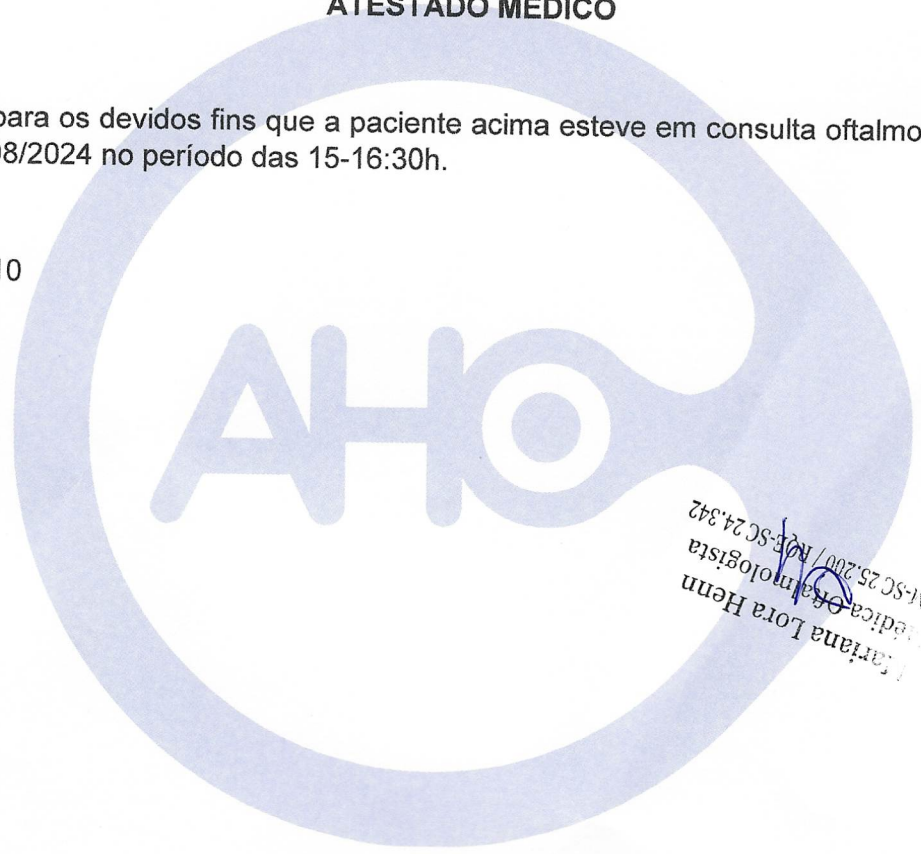 ATESTADO MÉDICO
para os devidos fins que a paciente acima esteve em consulta oftalmo
08/2024 no período das 15-16:30h.
10
AHO
Mariana Lora Henn
Médica Oftalmologista
SC 25.200 / RQE-SC 24.342